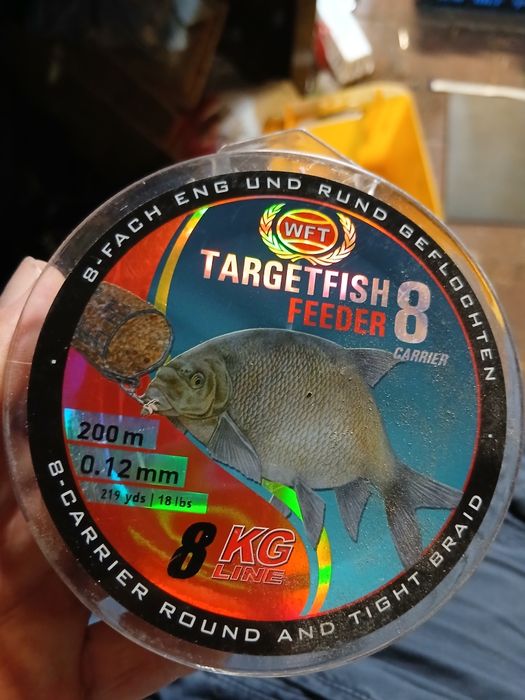 8-FACH ENG UND RUND GEFLOCHTEN
WFT
TARGETFISH 8
FEEDER
CARRIER
200 m
0.12 mm
219 yds | 18 lbs
8 KG
LINE
8-CARRIER ROUND AND TIGHT BRAID